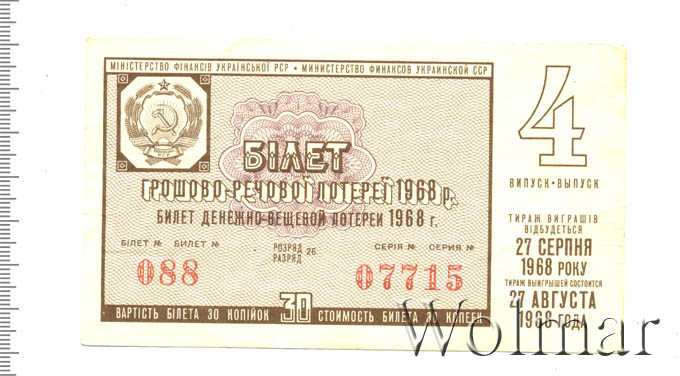 МІНІСТЕРСТВО ФІНАНСІВ УКРАЇНСЬКОЇ РСР • МИНИСТЕРСТВО ФИНАНСОВ УКРАИНСКОЙ ССР
4
БІЛЕТ
ГРОШОВО-РЕЧОВОЇ ЛОТЕРЕЇ 1968 р.
БИЛЕТ ДЕНЕЖНО-ВЕЩЕВОЙ ЛОТЕРЕИ 1968 г.
ВИПУСК • ВЫПУСК
БІЛЕТ № БИЛЕТ №
РОЗРЯД 26
РАЗРЯД
СЕРІЯ № СЕРИЯ №
088
07715
ТИРАЖ ВИГРАШІВ
ВІДБУДЕТЬСЯ
27 СЕРПНЯ
1968 РОКУ
ТИРАЖ ВЫИГРЫШЕЙ СОСТОИТСЯ
27 АВГУСТА
1968 ГОДА
ВАРТІСТЬ БІЛЕТА 30 КОПІЙОК 30 СТОИМОСТЬ БИЛЕТА 30 КОПЕЕК
Wolmar